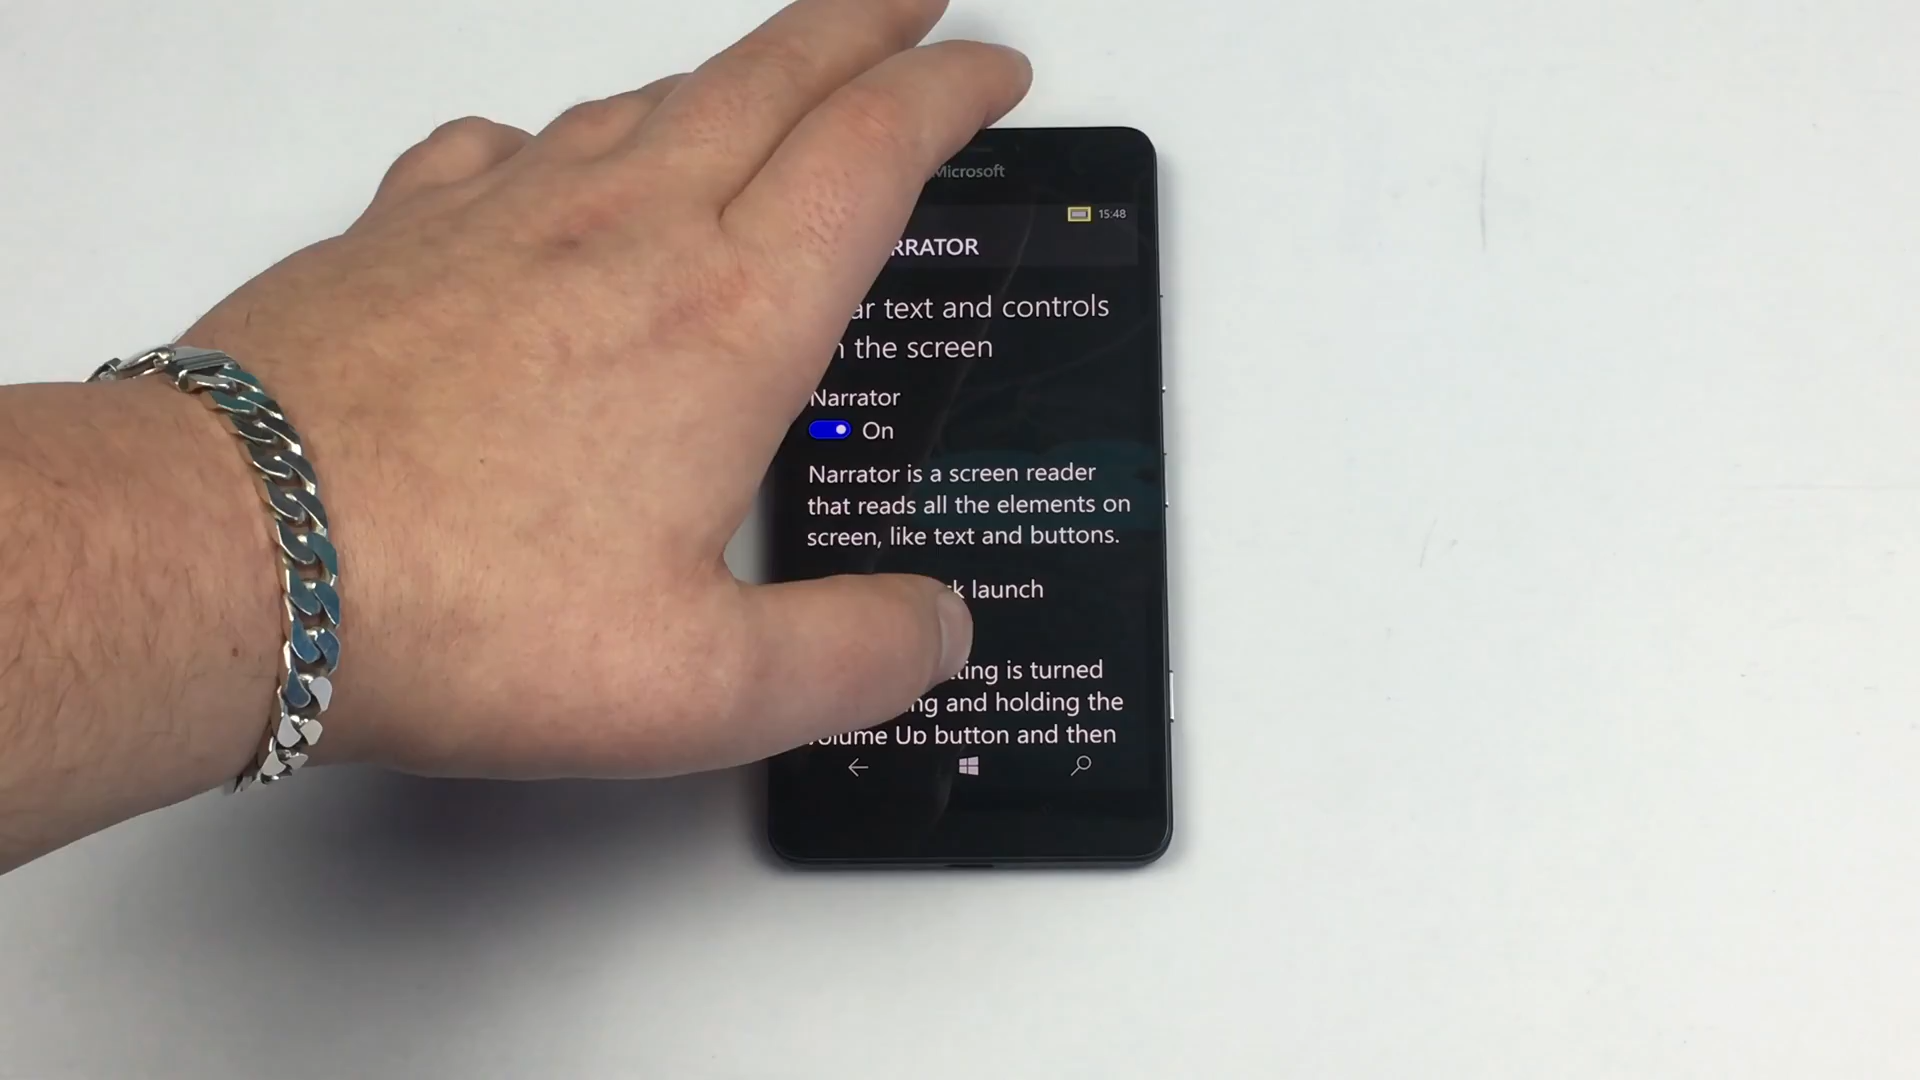 Microsoft
15:48
RRATOR
ar text and controls
the screen
Narrator
On
Narrator is a screen reader
that reads all the elements on
screen, like text and buttons.
k launch
ting is turned
ng and holding the
Volume Up button and then